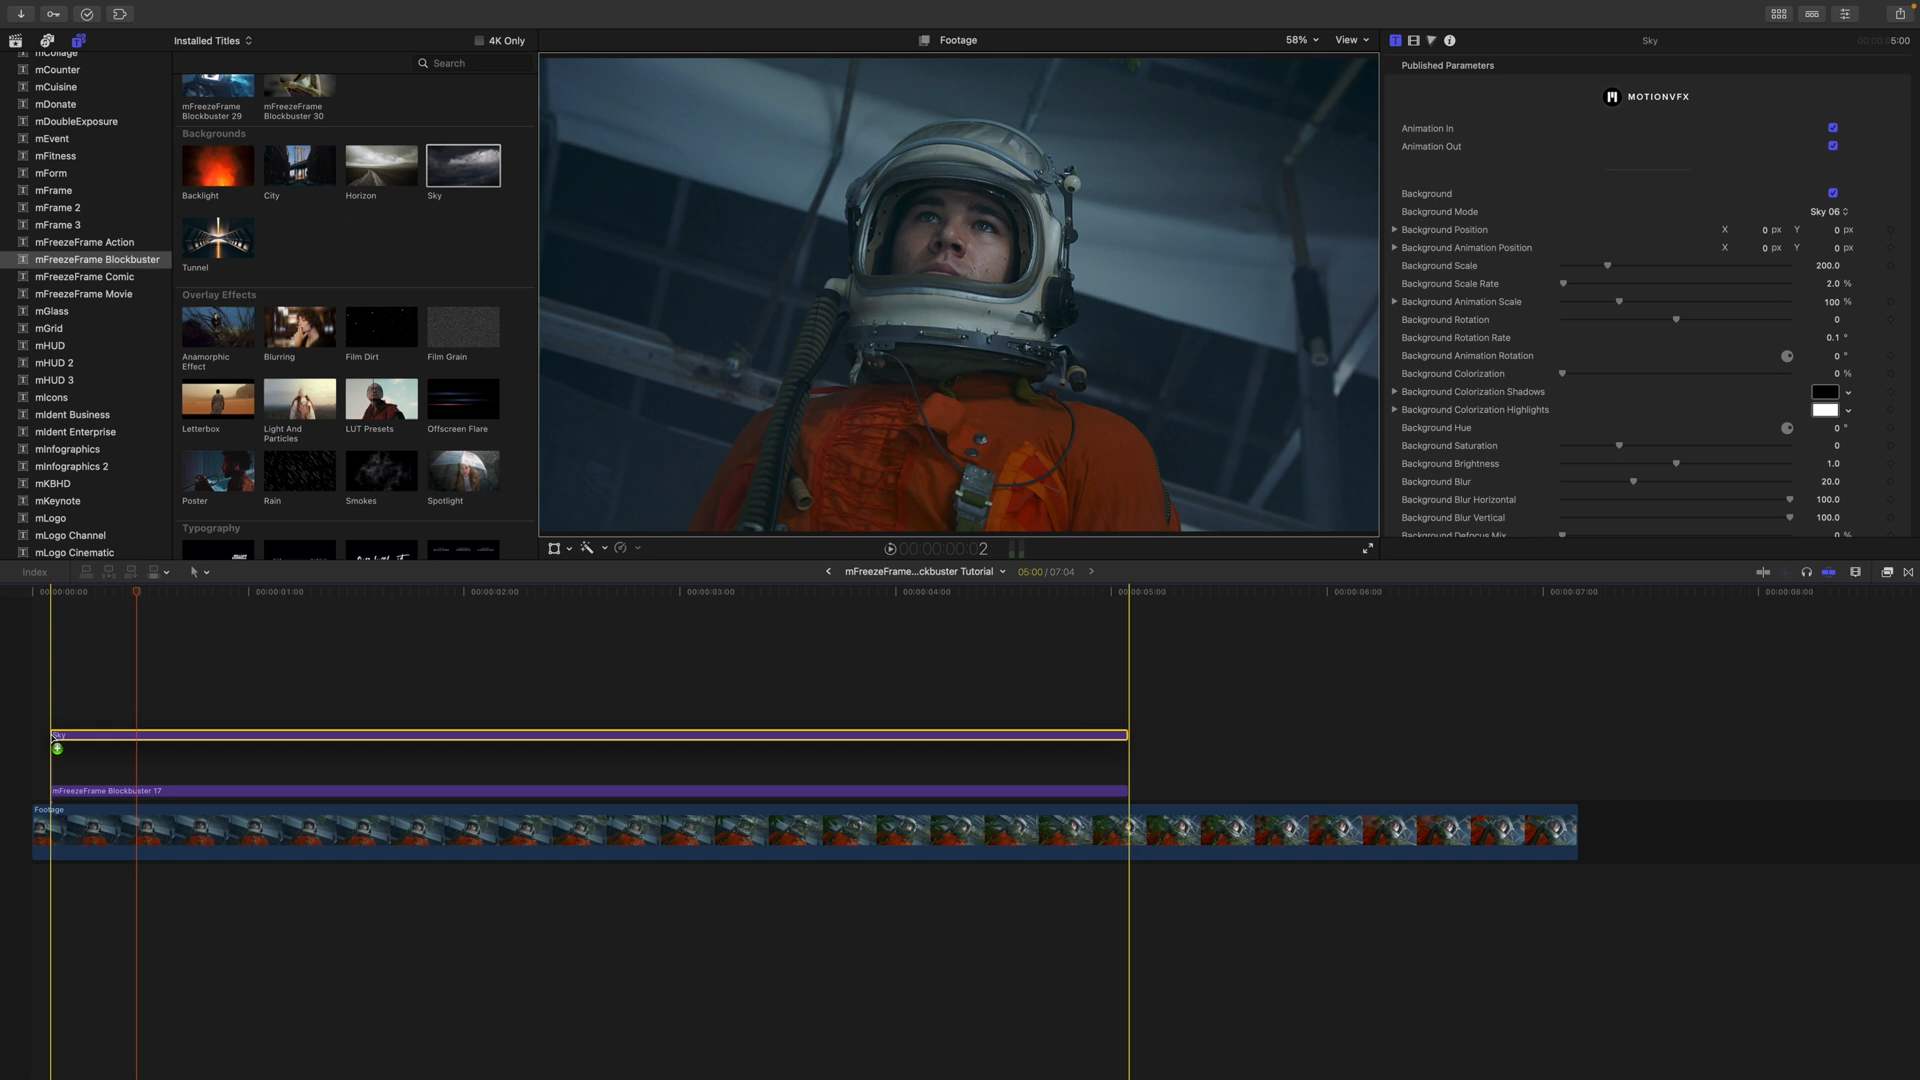 Installed Titles
4K Only
Footage
58%
View
Sky
00:00:05:00
mCollage
mCounter
mCuisine
mDonate
mDoubleExposure
mEvent
mFitness
mForm
mFrame
mFrame 2
mFrame 3
mFreezeFrame Action
mFreezeFrame Blockbuster
mFreezeFrame Comic
mFreezeFrame Movie
mGlass
mGrid
mHUD
mHUD 2
mHUD 3
mIcons
mIdent Business
mIdent Enterprise
mInfographics
mInfographics 2
mKBHD
mKeynote
mLogo
mLogo Channel
mLogo Cinematic
Search
mFreezeFrame
Blockbuster 29
mFreezeFrame
Blockbuster 30
Backgrounds
Backlight
City
Horizon
Sky
Tunnel
Overlay Effects
Anamorphic
Effect
Blurring
Film Dirt
Film Grain
Letterbox
Light And
Particles
LUT Presets
Offscreen Flare
Poster
Rain
Smokes
Spotlight
Typography
00:00:00:02
Published Parameters
MOTIONVFX
Animation In
Animation Out
Background
Background Mode Sky 06
Background Position X 0 px Y 0 px
Background Animation Position X 0 px Y 0 px
Background Scale 200.0
Background Scale Rate 2.0 %
Background Animation Scale 100 %
Background Rotation 0
Background Rotation Rate 0.1 °
Background Animation Rotation 0 °
Background Colorization 0 %
Background Colorization Shadows
Background Colorization Highlights
Background Hue 0 °
Background Saturation 0
Background Brightness 1.0
Background Blur 20.0
Background Blur Horizontal 100.0
Background Blur Vertical 100.0
Background Defocus Mix 0 %
Index
mFreezeFrame...ckbuster Tutorial
05:00 / 07:04
00:00:00:00
00:00:01:00
00:00:02:00
00:00:03:00
00:00:04:00
00:00:05:00
00:00:06:00
00:00:07:00
00:00:08:00
Sky
mFreezeFrame Blockbuster 17
Footage